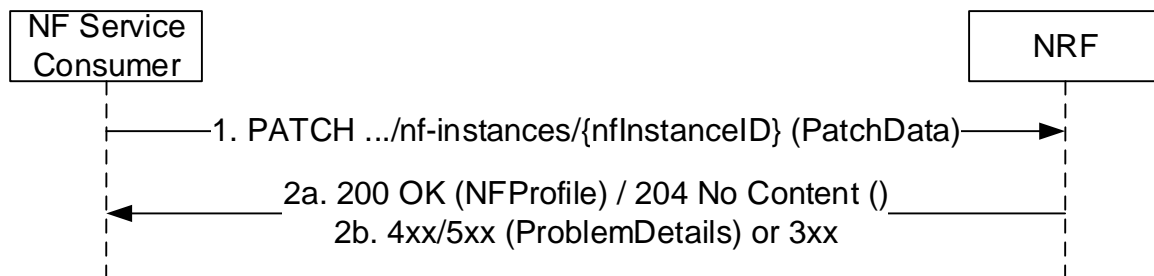 NF Service
Consumer
NRF
1. PATCH .../nf-instances/{nfInstanceID} (PatchData)
2a. 200 OK (NFProfile) / 204 No Content ()
2b. 4xx/5xx (ProblemDetails) or 3xx